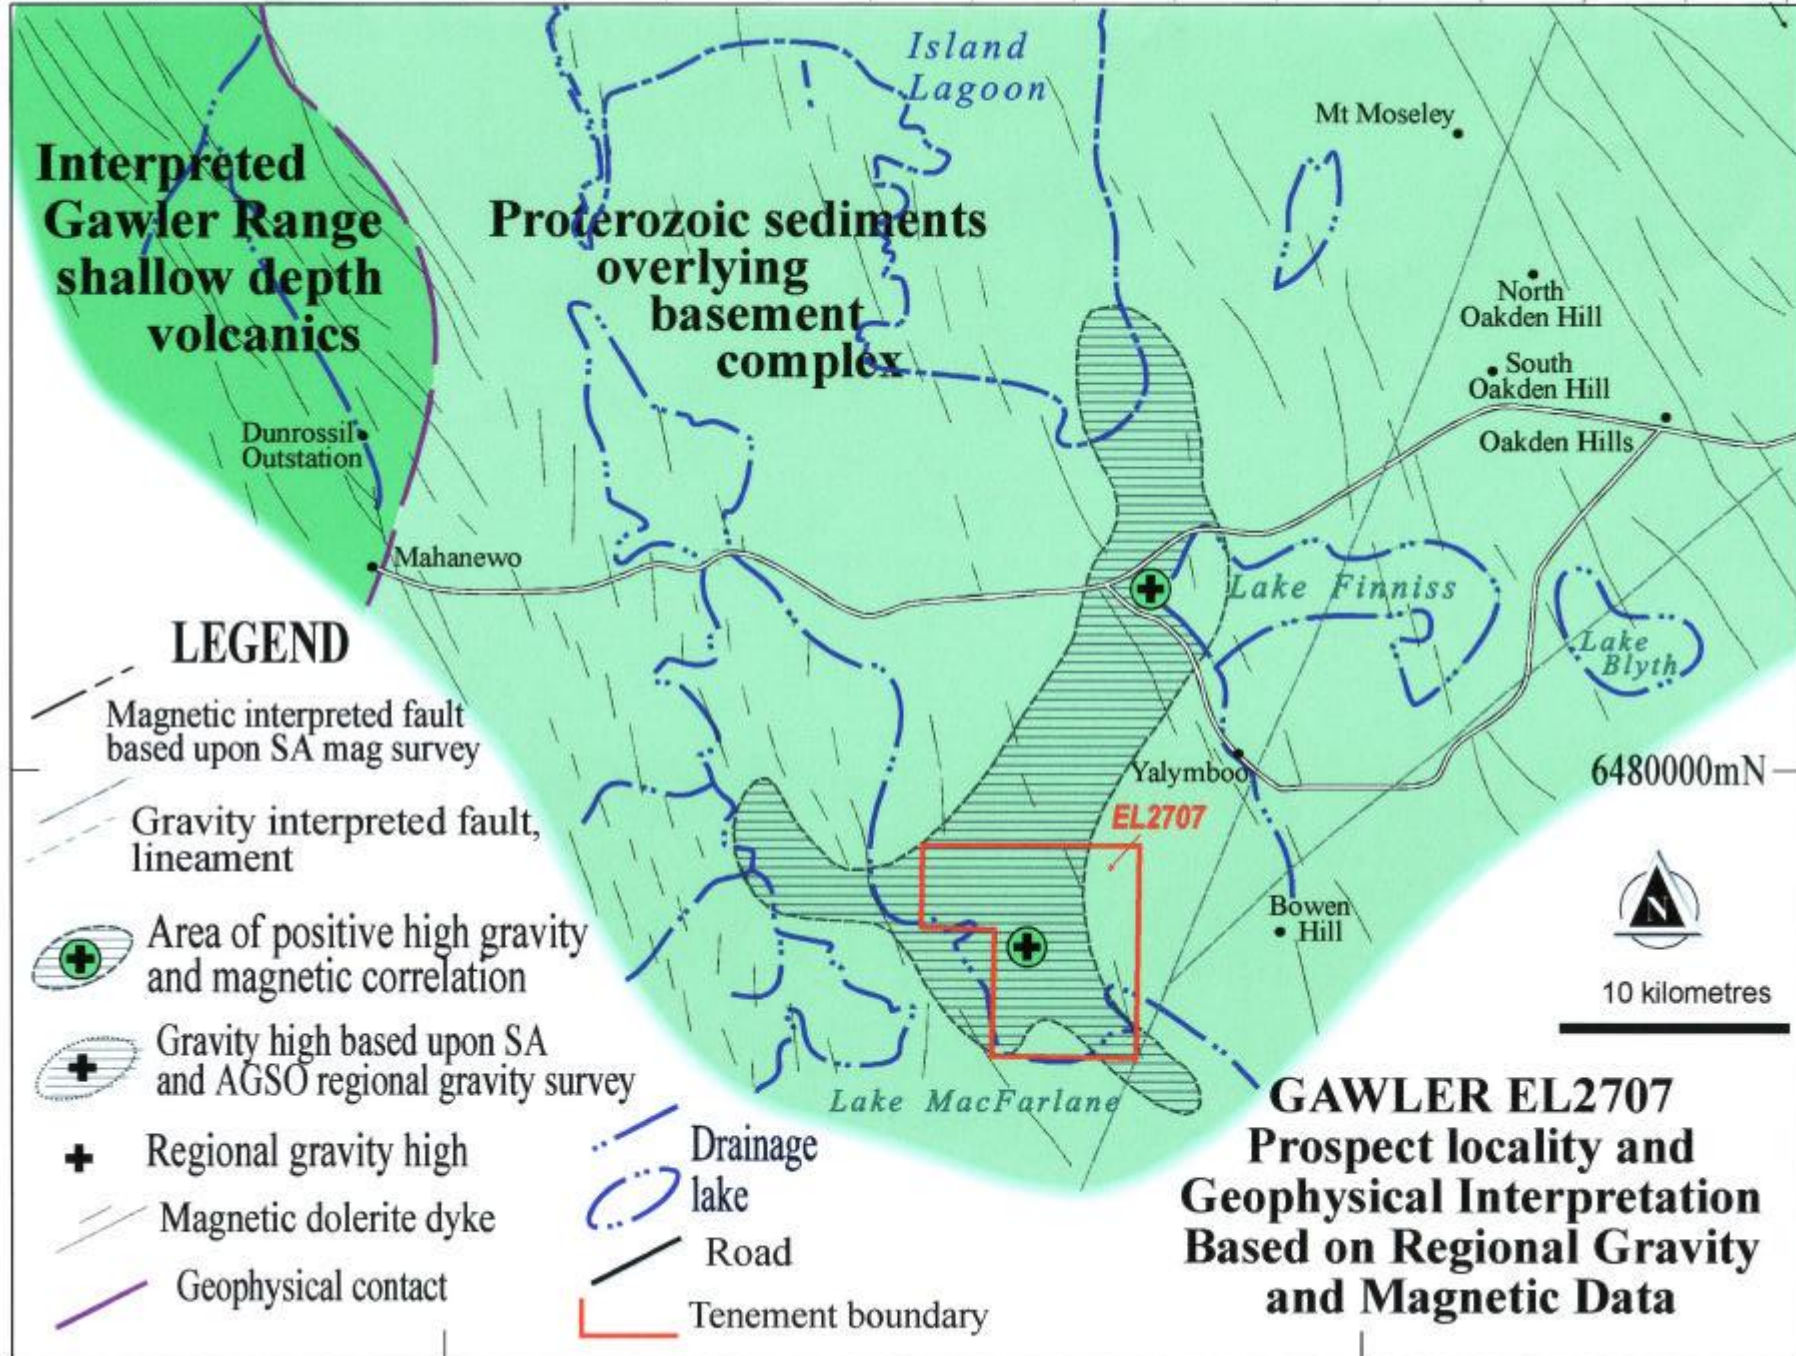 Island
Lagoon
Mt Moseley
Interpreted
Gawler Range
shallow depth
volcanics
Proterozoic sediments
overlying
basement
complex
North
Oakden Hill
South
Oakden Hill
Oakden Hills
Dunrossil
Outstation
Mahanewo
Lake Finniss
Lake
Blyth
Yalymboo
6480000mN
EL2707
Bowen
Hill
N
10 kilometres
Lake MacFarlane
LEGEND
Magnetic interpreted fault
based upon SA mag survey
Gravity interpreted fault,
lineament
Area of positive high gravity
and magnetic correlation
Gravity high based upon SA
and AGSO regional gravity survey
Regional gravity high
Magnetic dolerite dyke
Geophysical contact
Drainage
lake
Road
Tenement boundary
GAWLER EL2707
Prospect locality and
Geophysical Interpretation
Based on Regional Gravity
and Magnetic Data